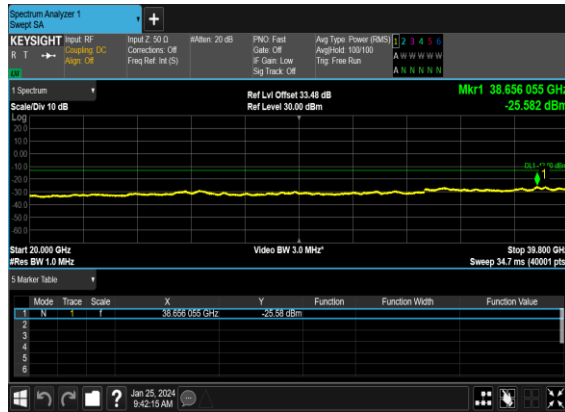 Spectrum Analyzer 1
Swept SA
+
KEYSIGHT
R T
LW
Input: RF
Coupling: DC
Align: Off
Input Z: 50 Ω
Corrections: Off
Freq Ref: Int (S)
#Atten: 20 dB
PNO: Fast
Gate: Off
IF Gain: Low
Sig Track: Off
Avg Type: Power (RMS)
Avg|Hold: 100/100
Trig: Free Run
1 2 3 4 5 6
A W W W W W
A N N N N N
1 Spectrum
Scale/Div 10 dB
Log
Ref Lvl Offset 33.48 dB
Ref Level 30.00 dBm
Mkr1 38.656 055 GHz
-25.582 dBm
20.0
10.0
0.00
-10.0
-20.0
-30.0
-40.0
-50.0
-60.0
1
Start 20.000 GHz
#Res BW 1.0 MHz
Video BW 3.0 MHz*
Stop 39.800 GH
Sweep 34.7 ms (40001 pts
5 Marker Table
Mode Trace Scale X Y Function Function Width Function Value
1 N 1 f 38.656 055 GHz -25.58 dBm
2
3
4
5
6
?
Jan 25, 2024
9:42:15 AM